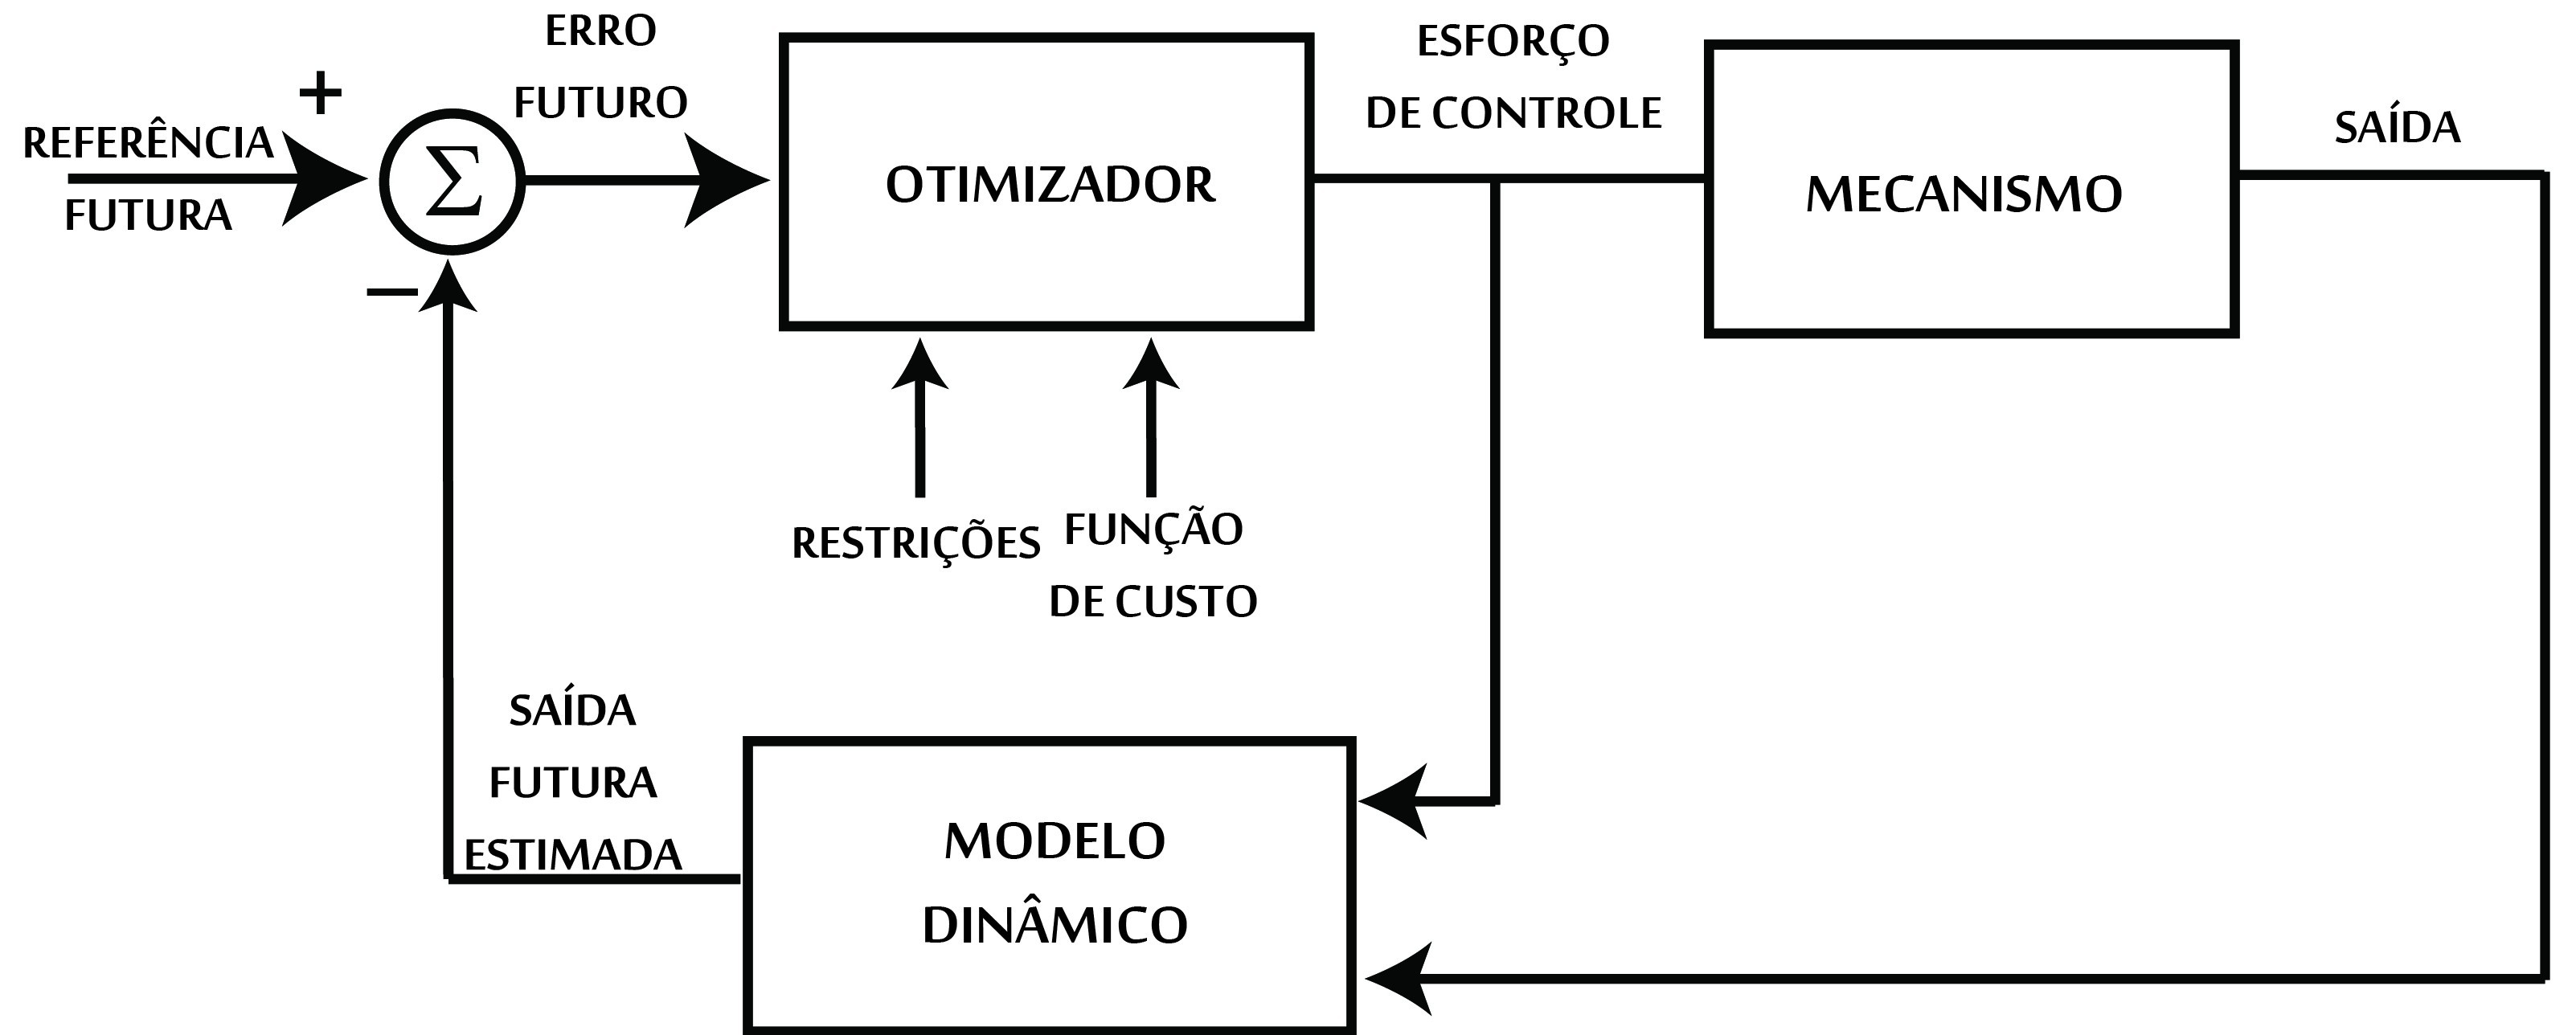 REFERÊNCIA
FUTURA
+
−
Σ
ERRO
FUTURO
OTIMIZADOR
RESTRIÇÕES
FUNÇÃO
DE CUSTO
ESFORÇO
DE CONTROLE
MECANISMO
SAÍDA
SAÍDA
FUTURA
ESTIMADA
MODELO
DINÂMICO